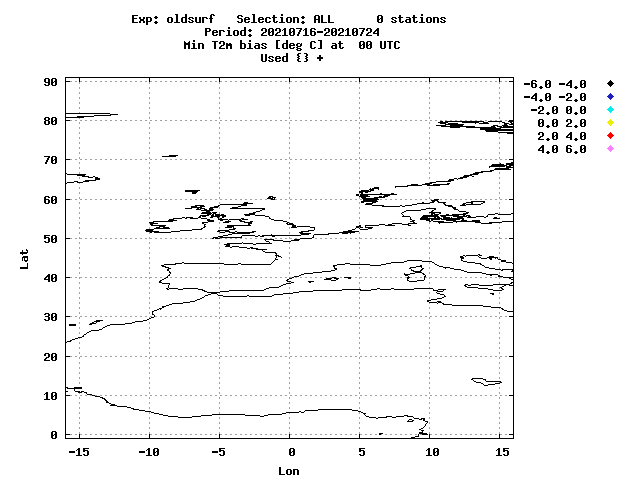 Exp: oldsurf   Selection: ALL      0 stations
Period: 20210716-20210724
Min T2m bias [deg C] at  00 UTC
Used {} +
90
80
70
60
50
40
30
20
10
0
Lat
-15 -10 -5 0 5 10 15
Lon
-6.0 -4.0
-4.0 -2.0
-2.0 0.0
0.0 2.0
2.0 4.0
4.0 6.0